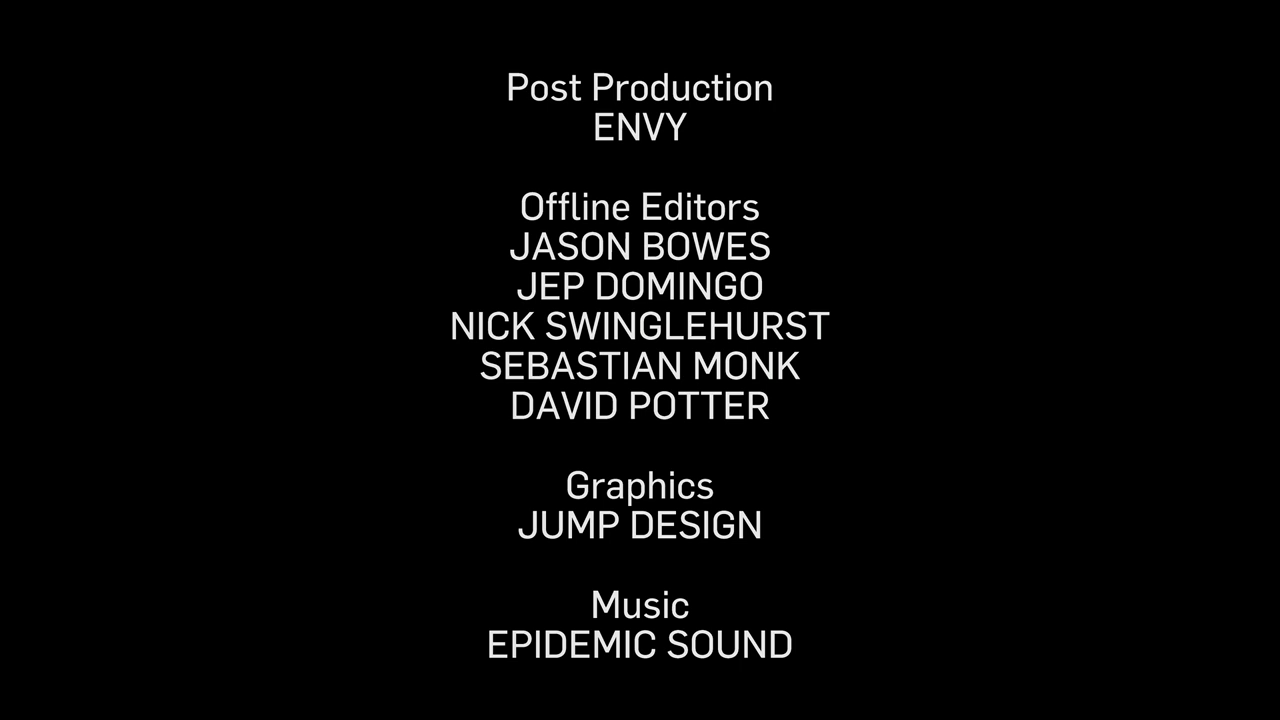 Post Production
ENVY
Offline Editors
JASON BOWES
JEP DOMINGO
NICK SWINGLEHURST
SEBASTIAN MONK
DAVID POTTER
Graphics
JUMP DESIGN
Music
EPIDEMIC SOUND